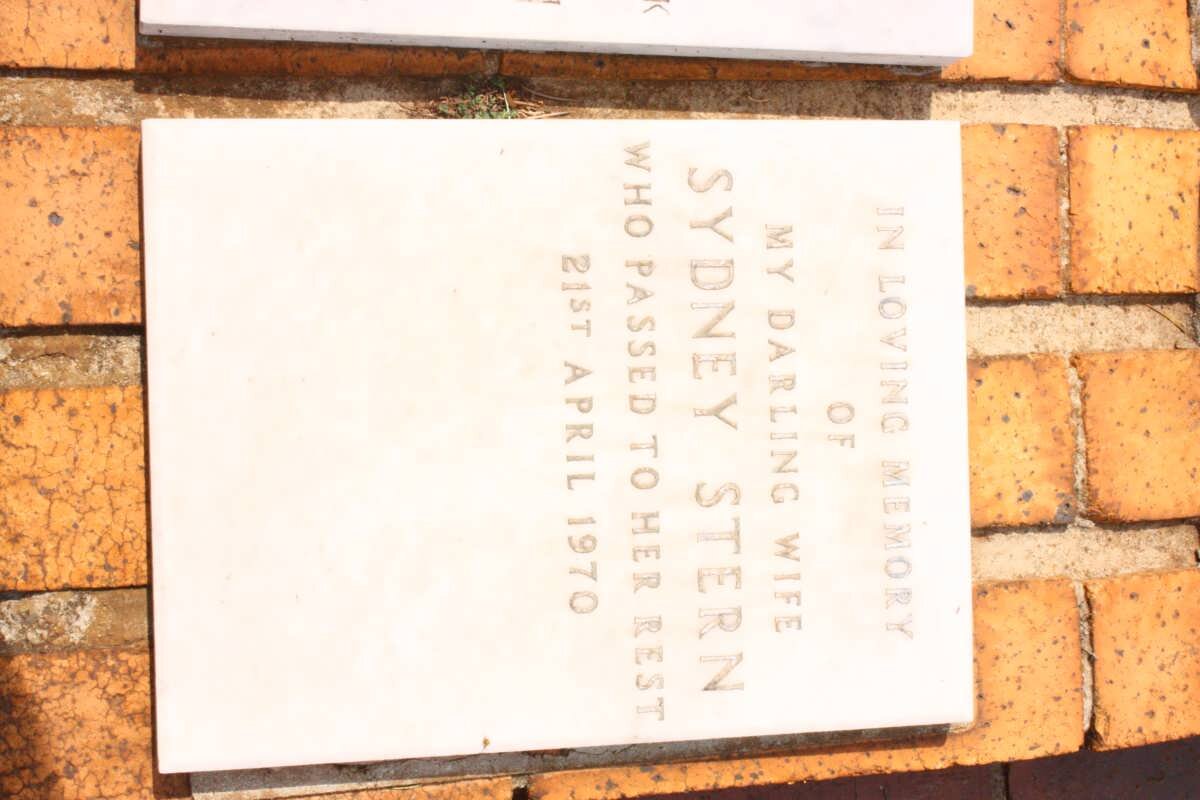 IN LOVING MEMORY
OF
MY DARLING WIFE
SYDNEY STERN
WHO PASSED TO HER REST
21ST APRIL 1970